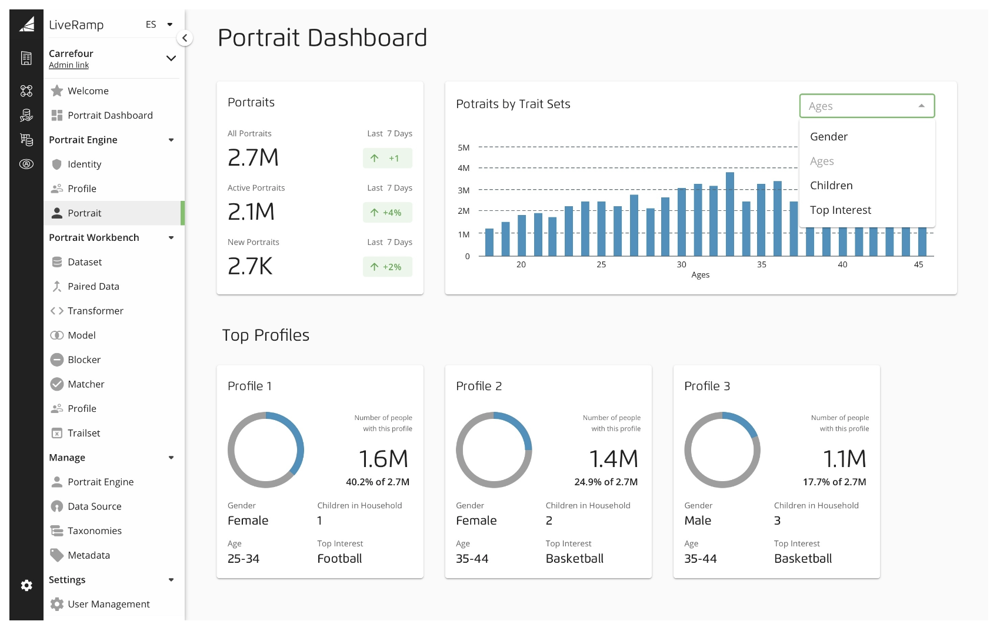 LiveRamp ES
Carrefour
Admin link
Welcome
Portrait Dashboard
Portrait Engine
Identity
Profile
Portrait
Portrait Workbench
Dataset
Paired Data
Transformer
Model
Blocker
Matcher
Profile
Trailset
Manage
Portrait Engine
Data Source
Taxonomies
Metadata
Settings
User Management
Portrait Dashboard
Portraits
All Portraits Last 7 Days
2.7M +1
Active Portraits Last 7 Days
2.1M +4%
New Portraits Last 7 Days
2.7K +2%
Potraits by Trait Sets
Ages
Gender
Ages
Children
Top Interest
5M
4M
3M
2M
1M
0
20 25 30 35 40 45
Ages
Top Profiles
Profile 1
Number of people
with this profile
1.6M
40.2% of 2.7M
Gender Children in Household
Female 1
Age Top Interest
25-34 Football
Profile 2
Number of people
with this profile
1.4M
24.9% of 2.7M
Gender Children in Household
Female 2
Age Top Interest
35-44 Basketball
Profile 3
Number of people
with this profile
1.1M
17.7% of 2.7M
Gender Children in Household
Male 3
Age Top Interest
35-44 Basketball